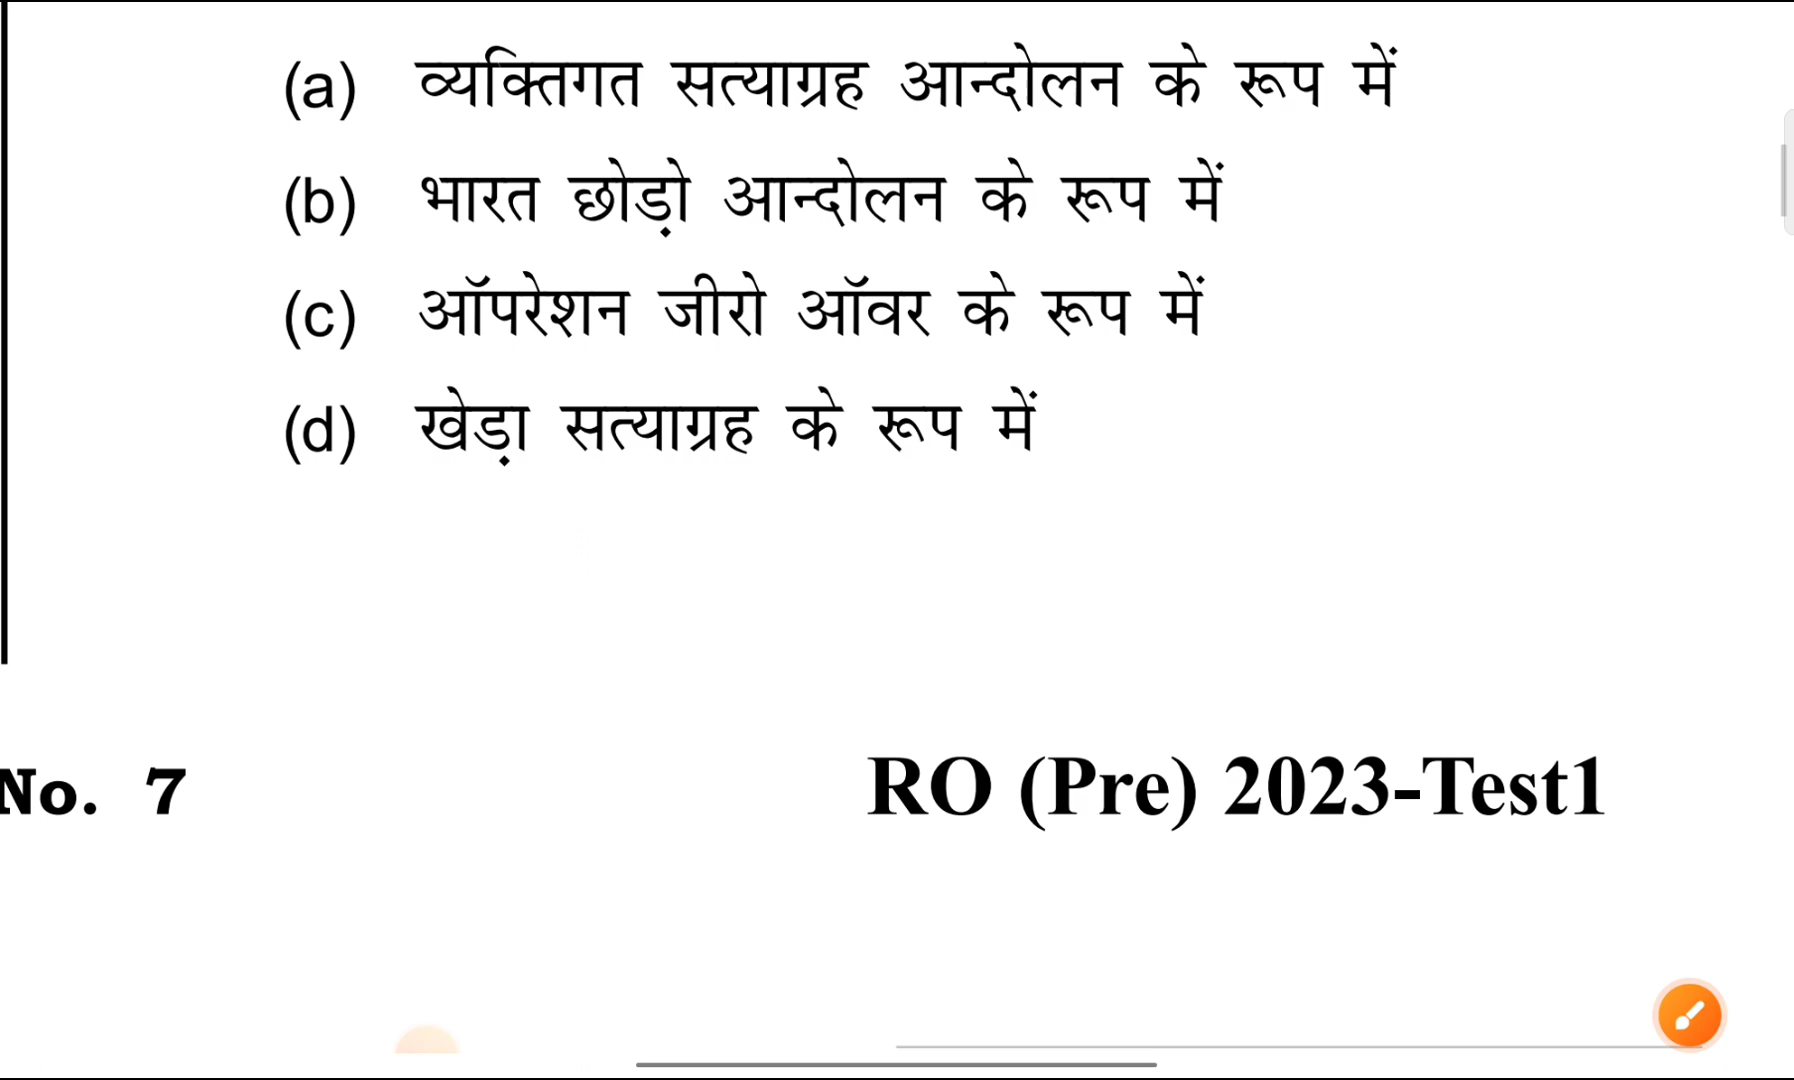 (a) व्यक्तिगत सत्याग्रह आन्दोलन के रूप में
(b) भारत छोड़ो आन्दोलन के रूप में
(c) ऑपरेशन जीरो ऑवर के रूप में
(d) खेड़ा सत्याग्रह के रूप में
No. 7 RO (Pre) 2023-Test1